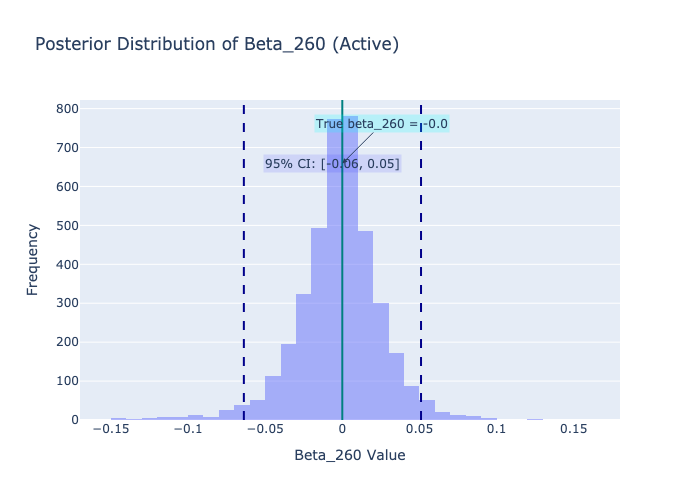 Posterior Distribution of Beta_260 (Active)
800
True beta_260 = -0.0
700
95% CI: [-0.06, 0.05]
600
500
400
300
200
100
0
Frequency
−0.15 −0.1 −0.05 0 0.05 0.1 0.15
Beta_260 Value